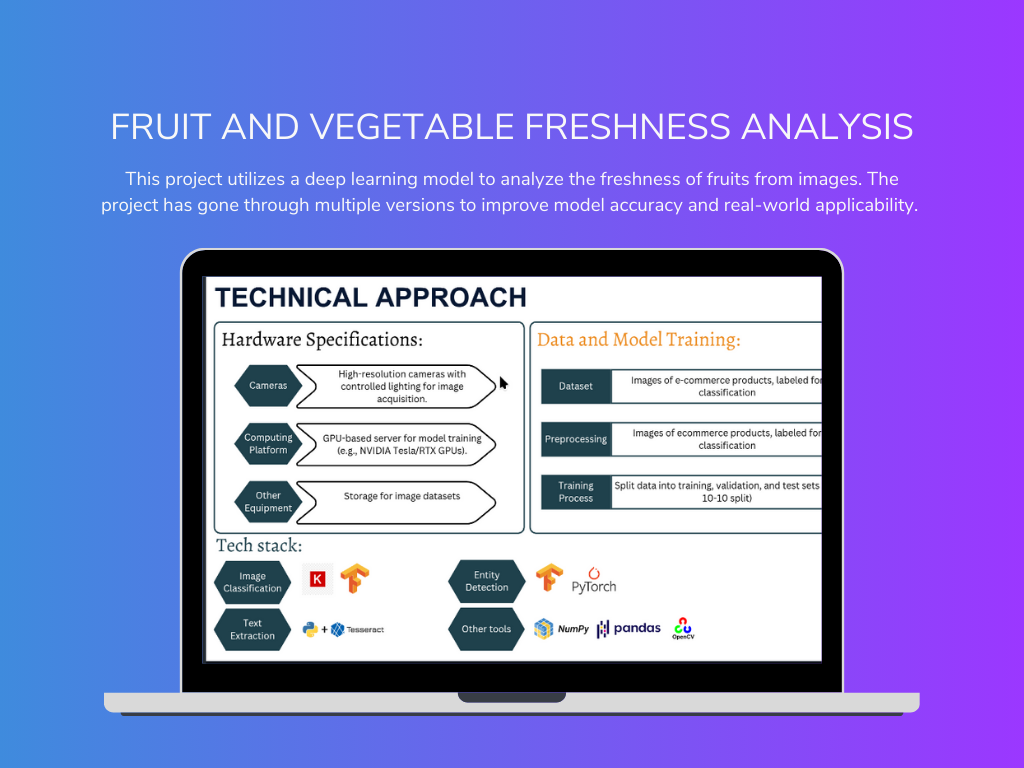 FRUIT AND VEGETABLE FRESHNESS ANALYSIS
This project utilizes a deep learning model to analyze the freshness of fruits from images. The
project has gone through multiple versions to improve model accuracy and real-world applicability.
TECHNICAL APPROACH
Hardware Specifications:
Cameras
High-resolution cameras with
controlled lighting for image
acquisition.
Computing
Platform
GPU-based server for model training
(e.g., NVIDIA Tesla/RTX GPUs).
Other
Equipment
Storage for image datasets
Data and Model Training:
Dataset
Images of e-commerce products, labeled for
classification
Preprocessing
Images of ecommerce products, labeled for
classification
Training
Process
Split data into training, validation, and test sets
10-10 split)
Tech stack:
Image
Classification
K
Entity
Detection
PyTorch
Text
Extraction
+
Tesseract
Other tools
NumPy
pandas
OpenCV